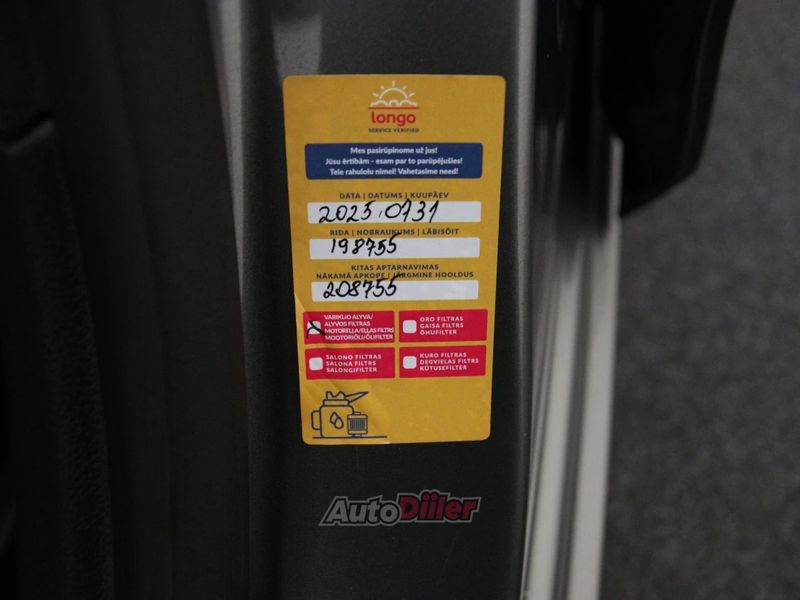 longo
SERVICE VERIFIED
Mes pasirūpinome už jus!
Jūsu ērtībām - esam par to parūpējušies!
Teie rahulolu nimel! Vahetasime need!
DATA | DATUMS | KUUPÄEV
2025.0131
RIDA | NOBRAUKUMS | LÄBISÕIT
198755
KITAS APTARNAVIMAS
NĀKAMĀ APKOPE | JÄRGMINE HOOLDUS
208755
VARIKLIO ALYVA/
ALYVOS FILTRAS
MOTOREĻĻA/EĻĻAS FILTRS
MOOTORIÕLI/ÕLIFILTER
ORO FILTRAS
GAISA FILTRS
ÕHUFILTER
SALONO FILTRAS
SALONA FILTRS
SALONGIFILTER
KURO FILTRAS
DEGVIELAS FILTRS
KÜTUSEFILTER
AutoDiiler